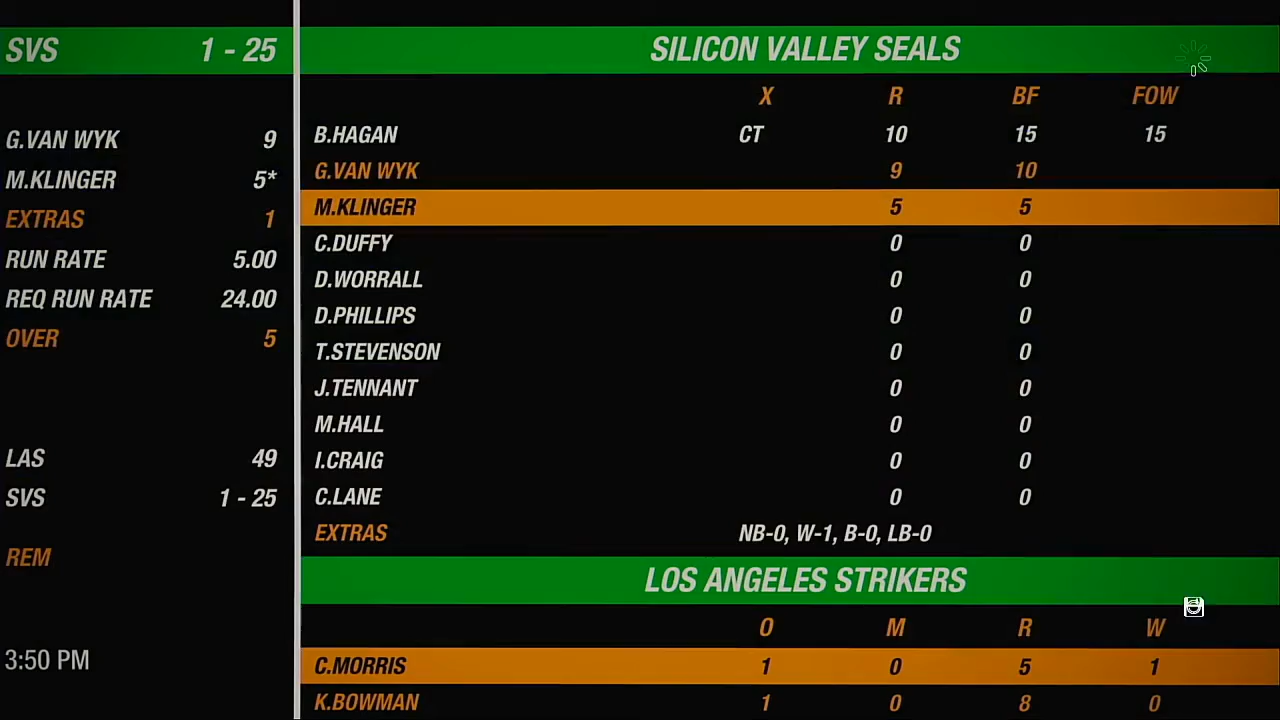 SVS 1 - 25
G.VAN WYK 9
M.KLINGER 5*
EXTRAS 1
RUN RATE 5.00
REQ RUN RATE 24.00
OVER 5
LAS 49
SVS 1 - 25
REM
3:50 PM
SILICON VALLEY SEALS
X R BF FOW
B.HAGAN CT 10 15 15
G.VAN WYK 9 10
M.KLINGER 5 5
C.DUFFY 0 0
D.WORRALL 0 0
D.PHILLIPS 0 0
T.STEVENSON 0 0
J.TENNANT 0 0
M.HALL 0 0
I.CRAIG 0 0
C.LANE 0 0
EXTRAS NB-0, W-1, B-0, LB-0
LOS ANGELES STRIKERS
O M R W
C.MORRIS 1 0 5 1
K.BOWMAN 1 0 8 0